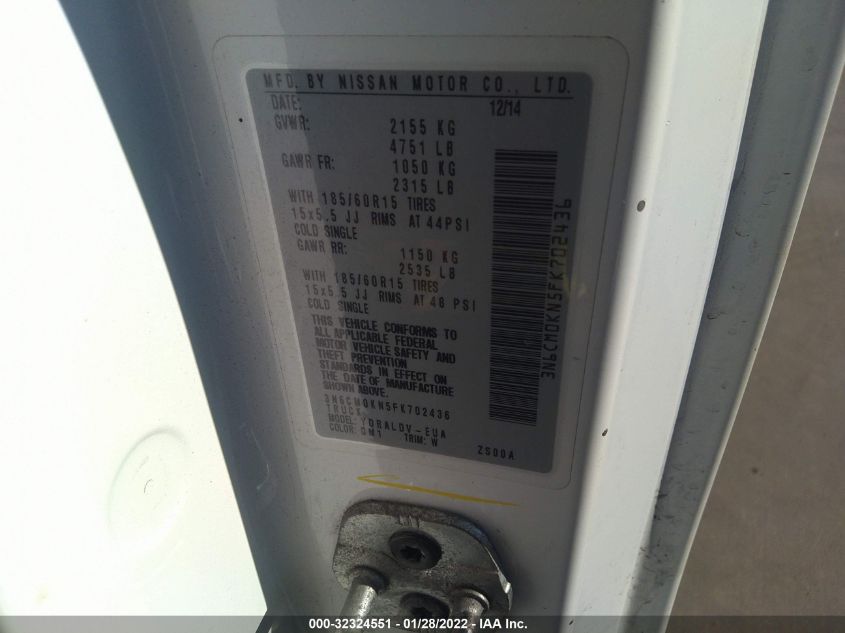 MFD. BY NISSAN MOTOR CO., LTD.
DATE: 12/14
GVWR: 2155 KG
4751 LB
GAWR FR: 1050 KG
2315 LB
WITH 185/60R15 TIRES
15x5.5 JJ RIMS AT 44PSI
COLD SINGLE
GAWR RR: 1150 KG
2535 LB
WITH 185/60R15 TIRES
15x5.5 JJ RIMS AT 48 PSI
COLD SINGLE
THIS VEHICLE CONFORMS TO
ALL APPLICABLE FEDERAL
MOTOR VEHICLE SAFETY AND
THEFT PREVENTION
STANDARDS IN EFFECT ON
THE DATE OF MANUFACTURE
SHOWN ABOVE.
3N6CM0KN5FK702436
TRUCK
MODEL: YDRALDV-EUA
COLOR: QM1 TRIM: W
ZS00A
3N6CM0KN5FK702436
000-32324551 — 01/28/2022 — IAA Inc.